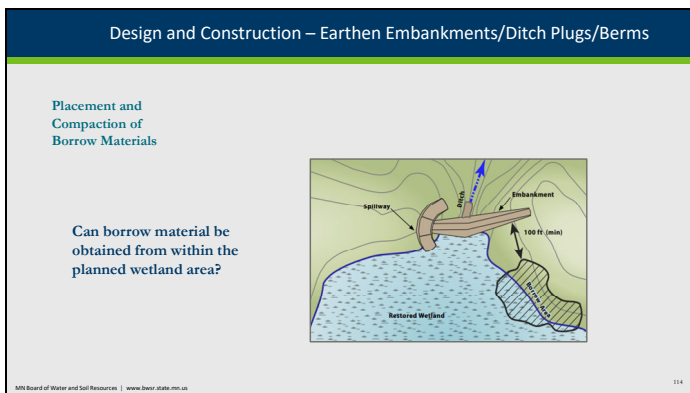 Design and Construction – Earthen Embankments/Ditch Plugs/Berms
Placement and
Compaction of
Borrow Materials
Can borrow material be
obtained from within the
planned wetland area?
Spillway
Ditch
Embankment
100 ft (min)
Borrow Area
Restored Wetland
MN Board of Water and Soil Resources | www.bwsr.state.mn.us
114